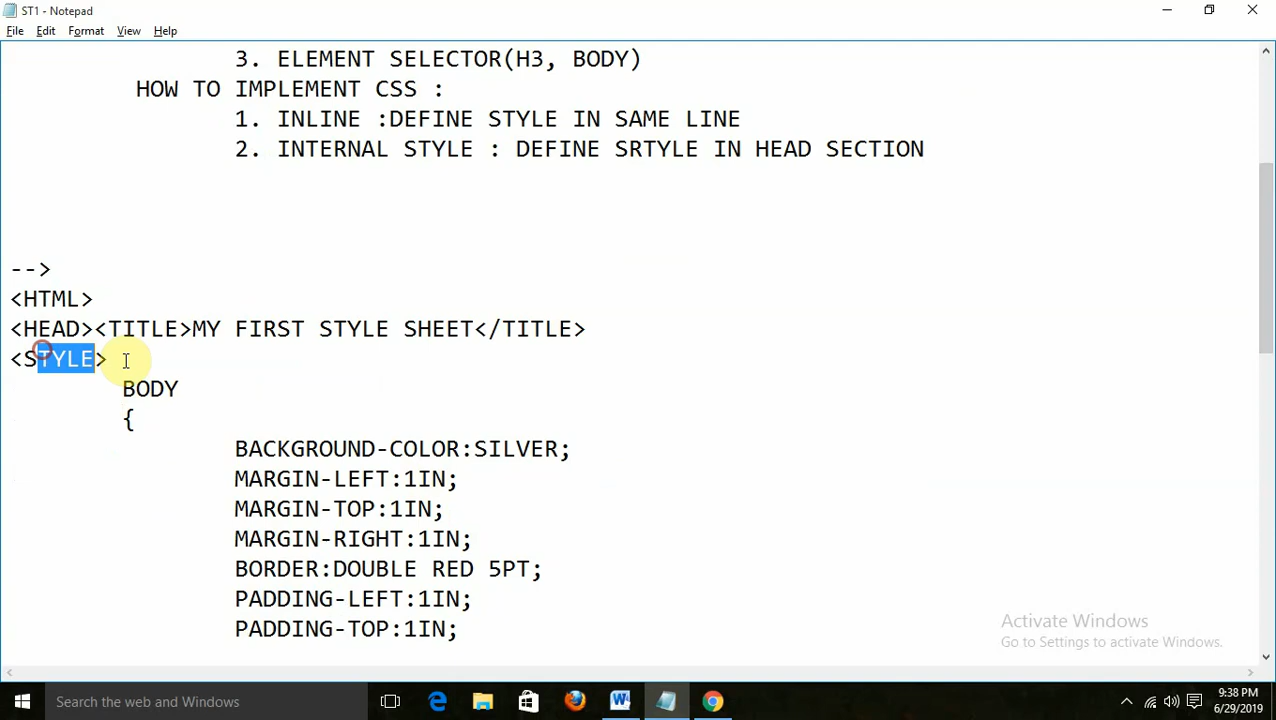 ST1 - Notepad
File Edit Format View Help
3. ELEMENT SELECTOR(H3, BODY)
HOW TO IMPLEMENT CSS :
1. INLINE :DEFINE STYLE IN SAME LINE
2. INTERNAL STYLE : DEFINE SRTYLE IN HEAD SECTION
-->
<HTML>
<HEAD><TITLE>MY FIRST STYLE SHEET</TITLE>
<STYLE>
BODY
{
BACKGROUND-COLOR:SILVER;
MARGIN-LEFT:1IN;
MARGIN-TOP:1IN;
MARGIN-RIGHT:1IN;
BORDER:DOUBLE RED 5PT;
PADDING-LEFT:1IN;
PADDING-TOP:1IN;
Activate Windows
Go to Settings to activate Windows.
Search the web and Windows
9:38 PM
6/29/2019